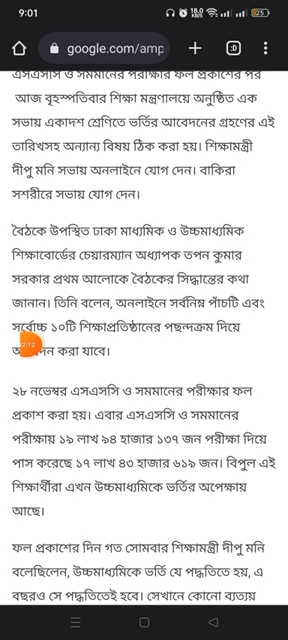 9:01
18.0
KB/S
25
google.com/amp
:D
এসএসসি ও সমমানের পরীক্ষার ফল প্রকাশের পর
আজ বৃহস্পতিবার শিক্ষা মন্ত্রণালয়ে অনুষ্ঠিত এক
সভায় একাদশ শ্রেণিতে ভর্তির আবেদনের গ্রহণের এই
তারিখসহ অন্যান্য বিষয় ঠিক করা হয়। শিক্ষামন্ত্রী
দীপু মনি সভায় অনলাইনে যোগ দেন। বাকিরা
সশরীরে সভায় যোগ দেন।
বৈঠকে উপস্থিত ঢাকা মাধ্যমিক ও উচ্চমাধ্যমিক
শিক্ষাবোর্ডের চেয়ারম্যান অধ্যাপক তপন কুমার
সরকার প্রথম আলোকে বৈঠকের সিদ্ধান্তের কথা
জানান। তিনি বলেন, অনলাইনে সর্বনিম্ন পাঁচটি এবং
সর্বোচ্চ ১০টি শিক্ষাপ্রতিষ্ঠানের পছন্দক্রম দিয়ে
করা যাবে।
২৮ নভেম্বর এসএসসি ও সমমানের পরীক্ষার ফল
প্রকাশ করা হয়। এবার এসএসসি ও সমমানের
পরীক্ষায় ১৯ লাখ ৯৪ হাজার ১৩৭ জন পরীক্ষা দিয়ে
পাস করেছে ১৭ লাখ ৪৩ হাজার ৬১৯ জন। বিপুল এই
শিক্ষার্থীরা এখন উচ্চমাধ্যমিকে ভর্তির অপেক্ষায়
আছে।
ফল প্রকাশের দিন গত সোমবার শিক্ষামন্ত্রী দীপু মনি
বলেছিলেন, উচ্চমাধ্যমিকে ভর্তি যে পদ্ধতিতে হয়, এ
বছরও সে পদ্ধতিতেই হবে। সেখানে কোনো ব্যত্যয়